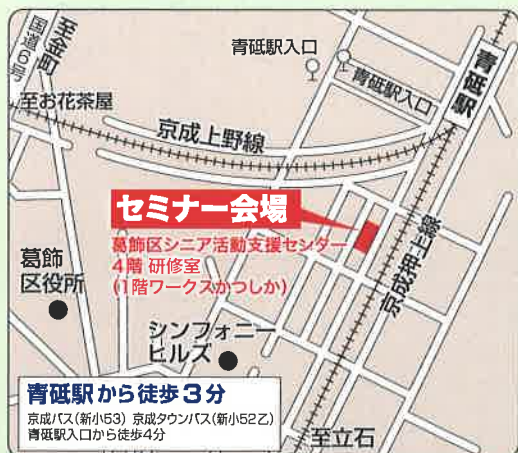 至金町
国道6号
青砥駅入口
青砥駅入口
青砥駅
至お花茶屋
京成上野線
セミナー会場
葛飾区シニア活動支援センター
4階 研修室
(1階ワークスかつしか)
京成押上線
葛飾
区役所
シンフォニー
ヒルズ
青砥駅から徒歩3分
京成バス(新小53) 京成タウンバス(新小52乙)
青砥駅入口から徒歩4分
至立石